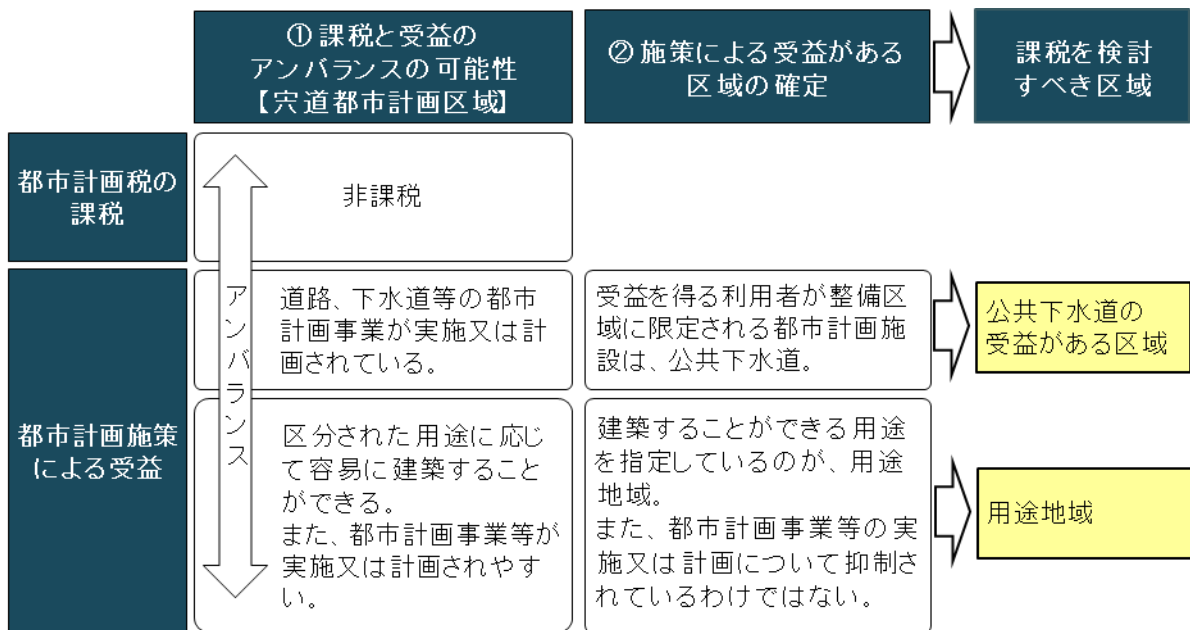 ①課税と受益の
アンバランスの可能性
【宍道都市計画区域】
②施策による受益がある
区域の確定
課税を検討
すべき区域
都市計画税の
課税
非課税
アンバランス
都市計画施策
による受益
道路、下水道等の都市
計画事業が実施又は計
画されている。
受益を得る利用者が整備区
域に限定される都市計画施
設は、公共下水道。
公共下水道の
受益がある区域
区分された用途に応じ
て容易に建築すること
ができる。
また、都市計画事業等が
実施又は計画されやす
い。
建築することができる用途
を指定しているのが、用途
地域。
また、都市計画事業等の実
施又は計画について抑制さ
れているわけではない。
用途地域